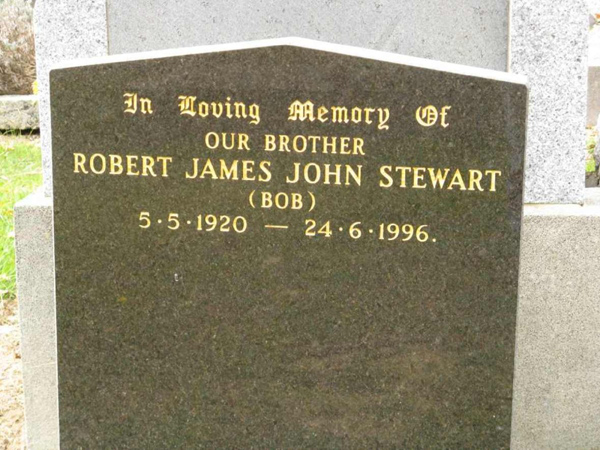 In Loving Memory Of
OUR BROTHER
ROBERT JAMES JOHN STEWART
(BOB)
5·5·1920 — 24·6·1996.